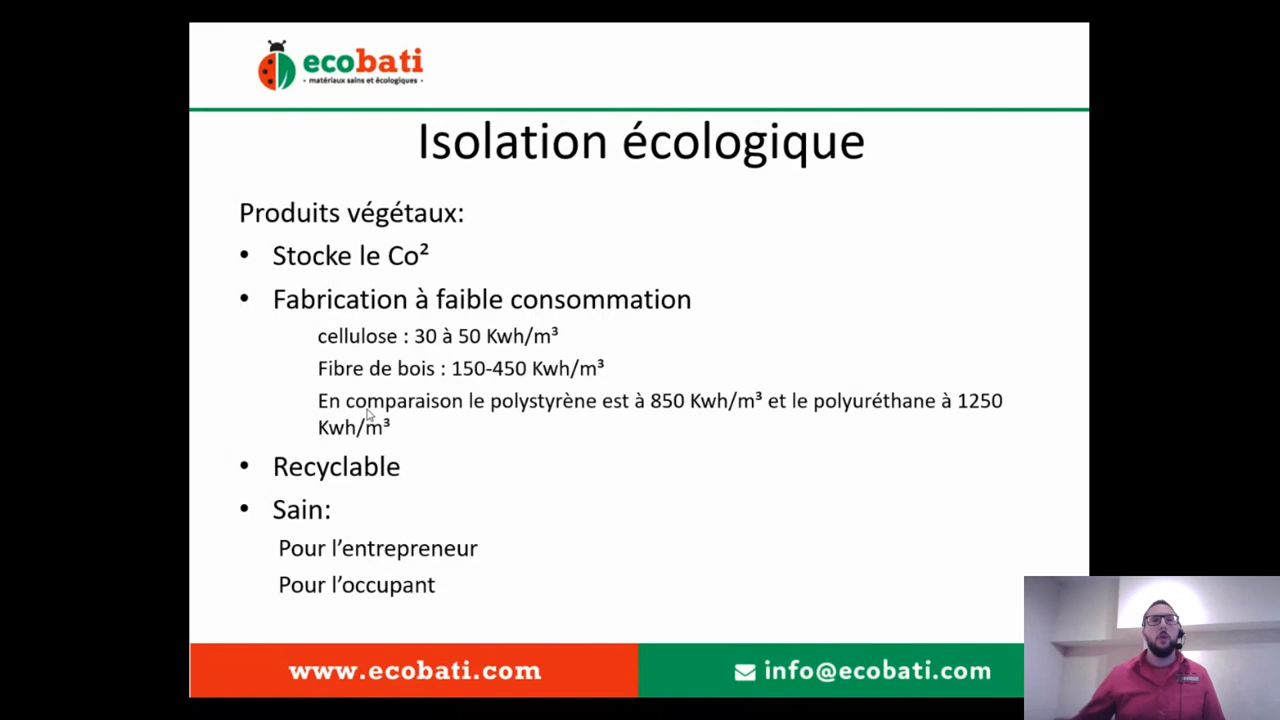 ecobati
• matériaux sains et écologiques •
Isolation écologique
Produits végétaux:
• Stocke le Co²
• Fabrication à faible consommation
cellulose : 30 à 50 Kwh/m³
Fibre de bois : 150-450 Kwh/m³
En comparaison le polystyrène est à 850 Kwh/m³ et le polyuréthane à 1250
Kwh/m³
• Recyclable
• Sain:
Pour l’entrepreneur
Pour l’occupant
www.ecobati.com
info@ecobati.com